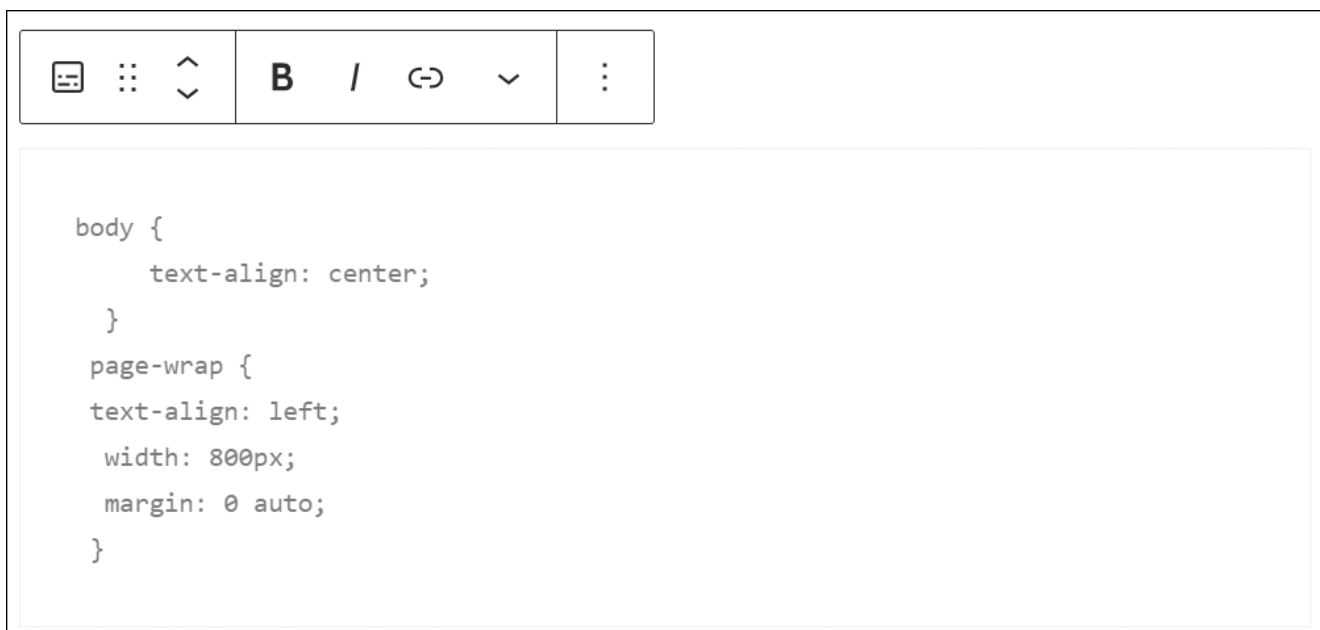 B I
body {
     text-align: center;
  }
 page-wrap {
 text-align: left;
  width: 800px;
  margin: 0 auto;
 }